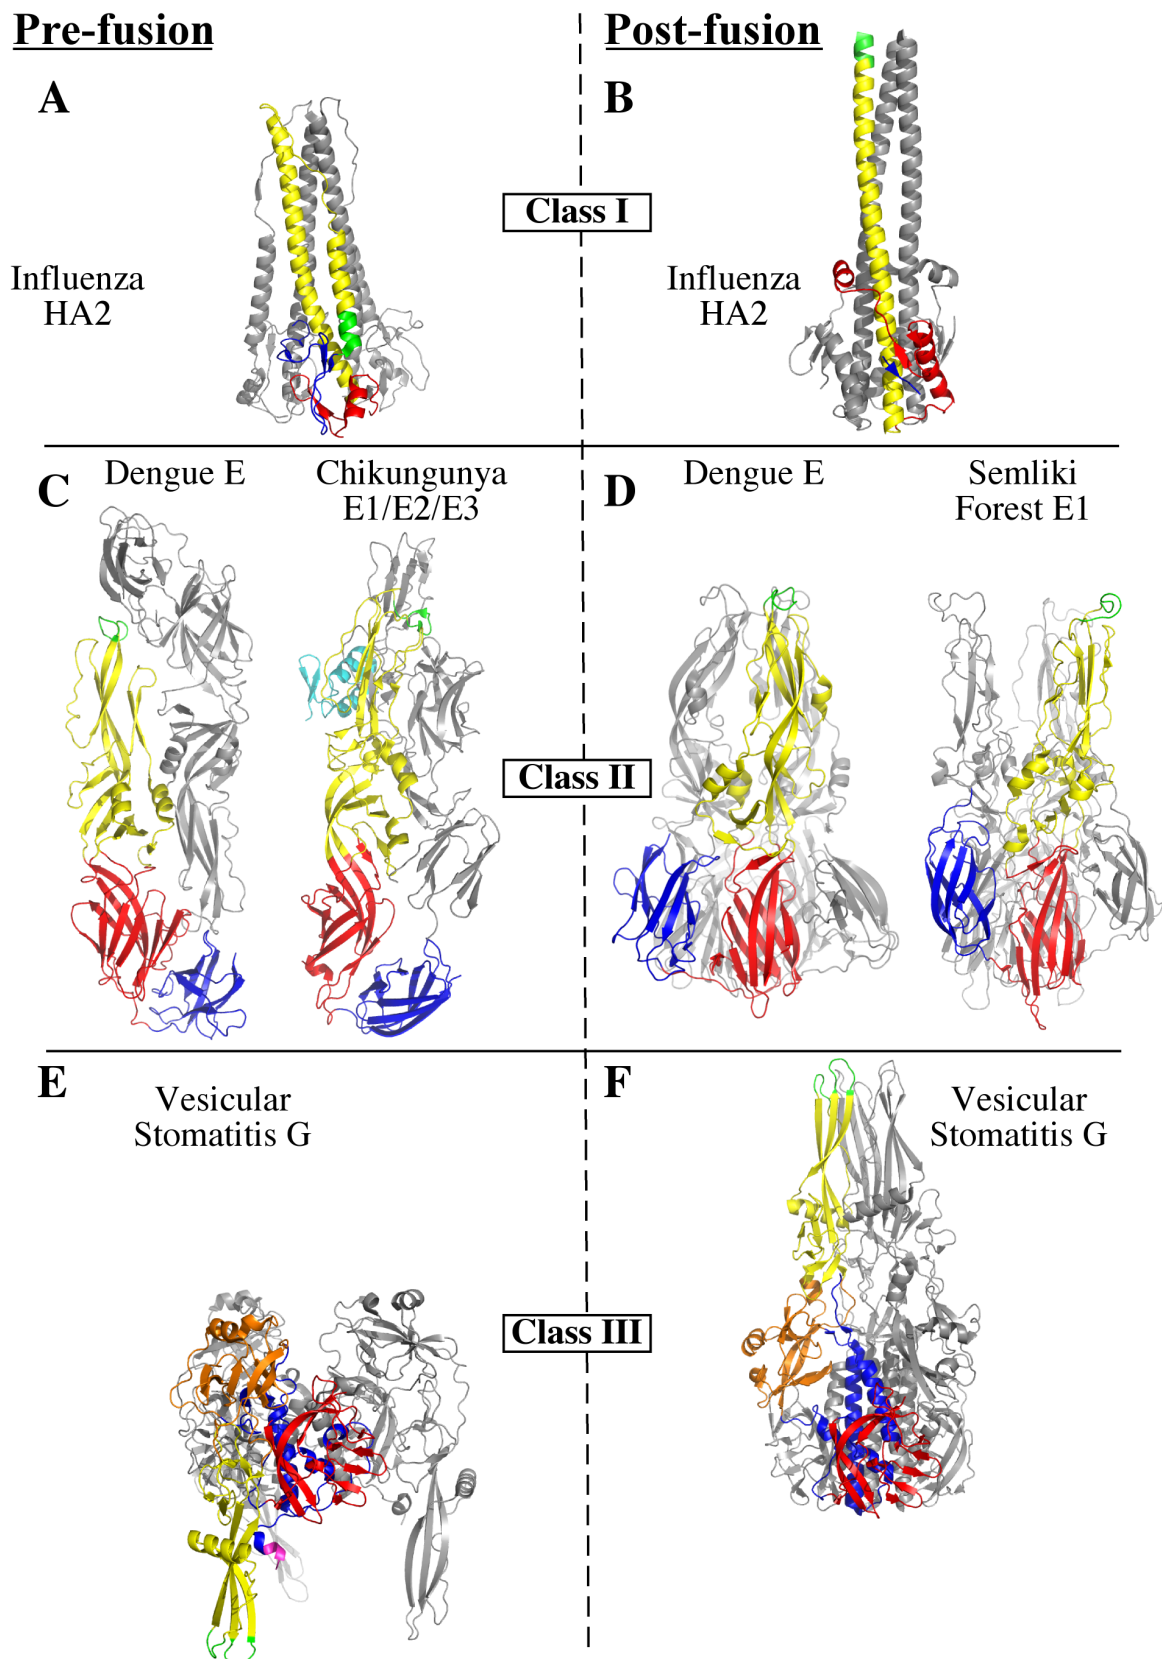 Pre-fusion
Post-fusion
A
B
Class I
Influenza
HA2
Influenza
HA2
C
Dengue E
Chikungunya
E1/E2/E3
D
Dengue E
Semliki
Forest E1
Class II
E
Vesicular
Stomatitis G
F
Vesicular
Stomatitis G
Class III